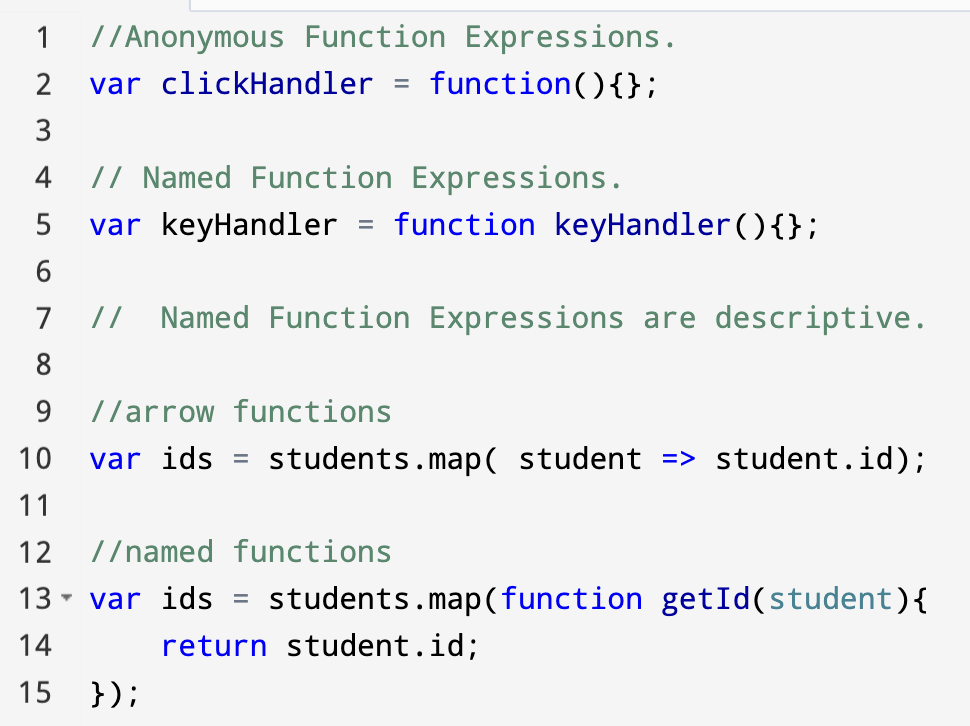 1 //Anonymous Function Expressions.
2 var clickHandler = function(){};
3
4 // Named Function Expressions.
5 var keyHandler = function keyHandler(){};
6
7 //  Named Function Expressions are descriptive.
8
9 //arrow functions
10 var ids = students.map( student => student.id);
11
12 //named functions
13 var ids = students.map(function getId(student){
14     return student.id;
15 });